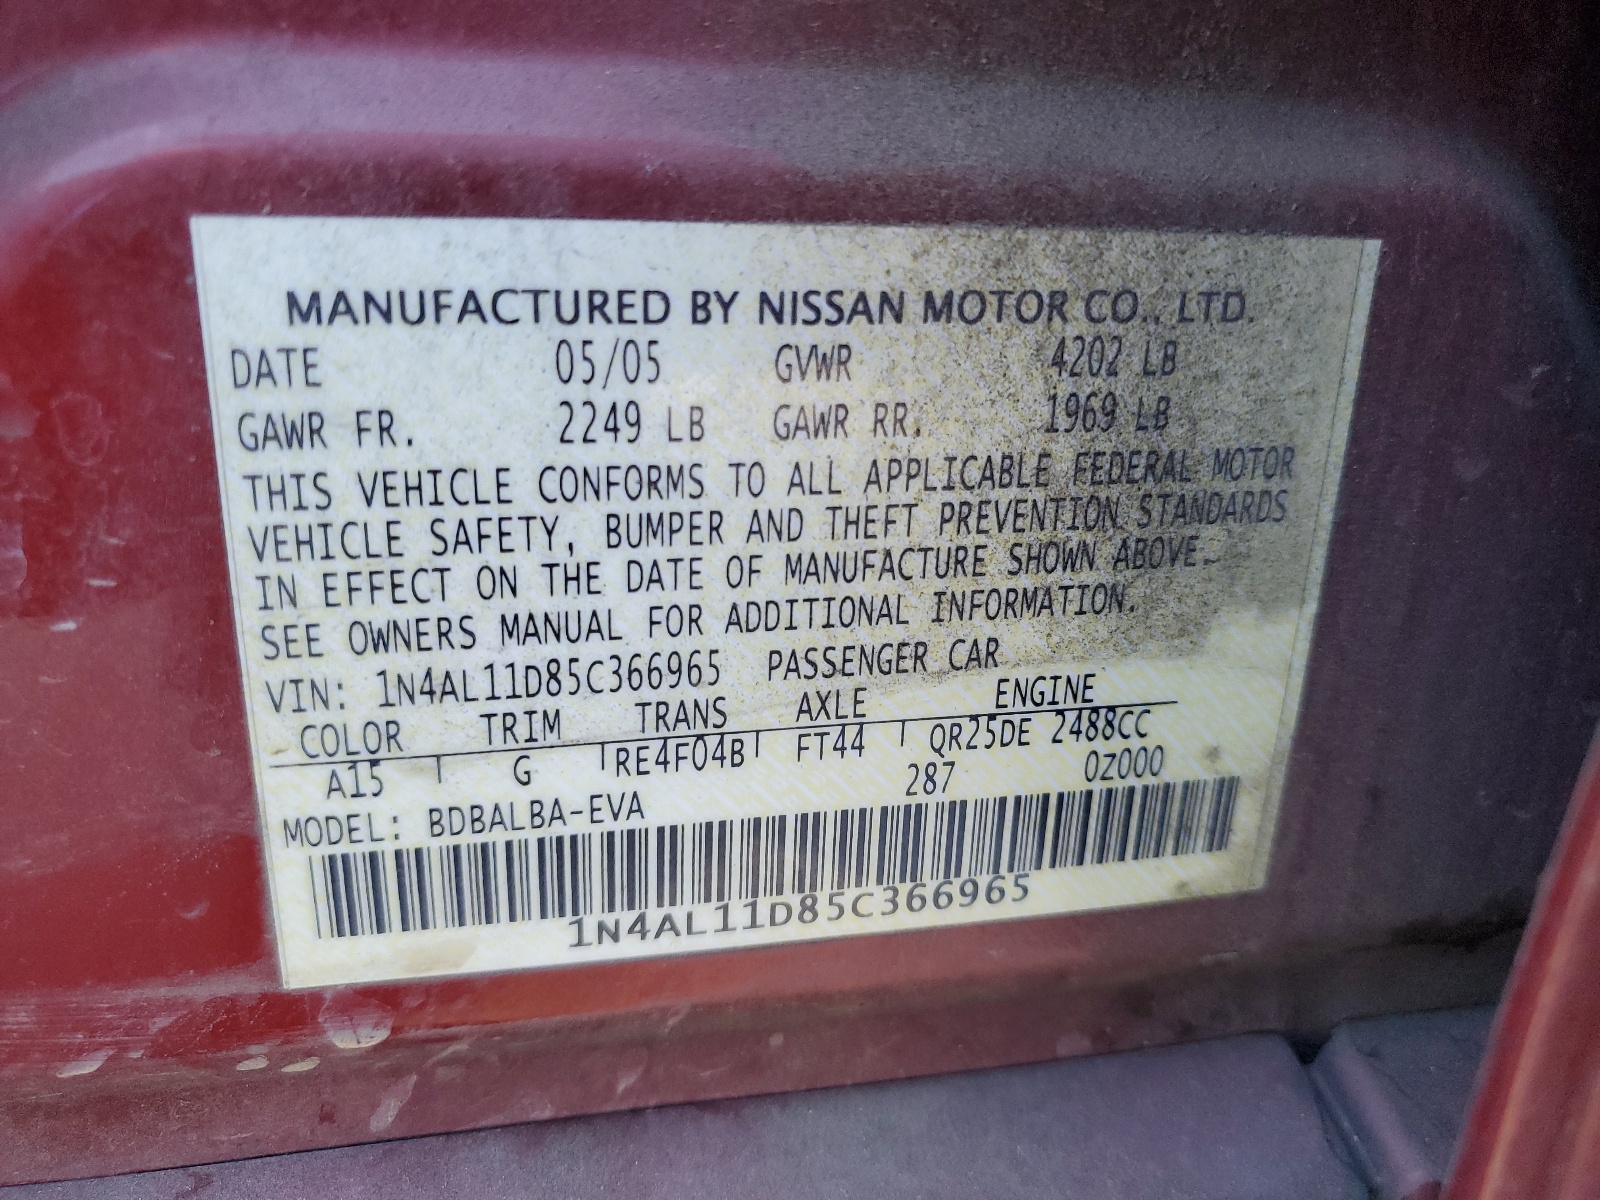 MANUFACTURED BY NISSAN MOTOR CO., LTD.
DATE 05/05 GVWR 4202 LB
GAWR FR. 2249 LB GAWR RR. 1969 LB
THIS VEHICLE CONFORMS TO ALL APPLICABLE FEDERAL MOTOR
VEHICLE SAFETY, BUMPER AND THEFT PREVENTION STANDARDS
IN EFFECT ON THE DATE OF MANUFACTURE SHOWN ABOVE.
SEE OWNERS MANUAL FOR ADDITIONAL INFORMATION.
VIN: 1N4AL11D85C366965 PASSENGER CAR
COLOR TRIM TRANS AXLE ENGINE
A15 G RE4F04B FT44 QR25DE 2488CC
MODEL: BDBALBA-EVA 287 0Z000
1N4AL11D85C366965